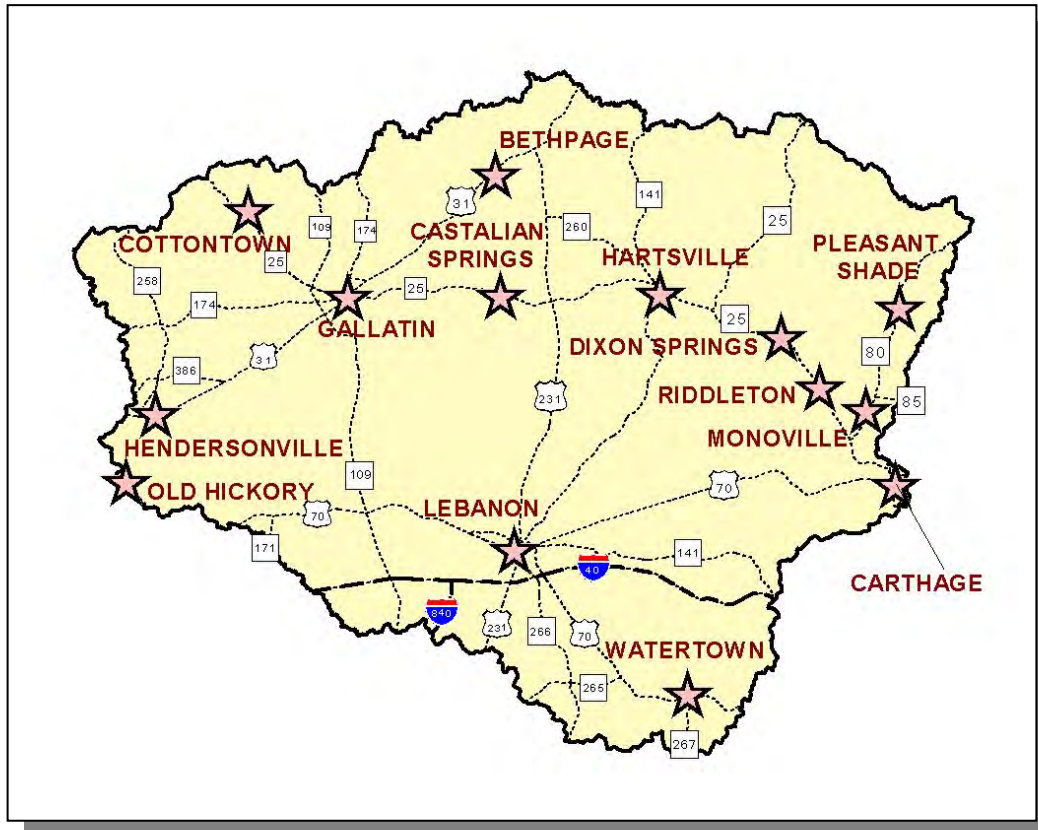 BETHPAGE
31
141
COTTONTOWN
109
174
CASTALIAN
SPRINGS
260
25
HARTSVILLE
PLEASANT
SHADE
258
25
174
25
GALLATIN
25
DIXON SPRINGS
80
31
386
231
RIDDLETON
85
MONOVILLE
HENDERSONVILLE
OLD HICKORY
109
70
LEBANON
70
171
141
40
CARTHAGE
840
231
266
70
WATERTOWN
265
267